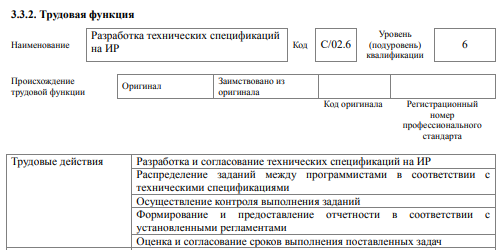 3.3.2. Трудовая функция
Наименование
Разработка технических спецификаций
на ИР
Код
C/02.6
Уровень
(подуровень)
квалификации
6
Происхождение
трудовой функции
Оригинал
Заимствовано из
оригинала
Код оригинала
Регистрационный
номер
профессионального
стандарта
Трудовые действия
Разработка и согласование технических спецификаций на ИР
Распределение заданий между программистами в соответствии с
техническими спецификациями
Осуществление контроля выполнения заданий
Формирование и предоставление отчетности в соответствии с
установленными регламентами
Оценка и согласование сроков выполнения поставленных задач